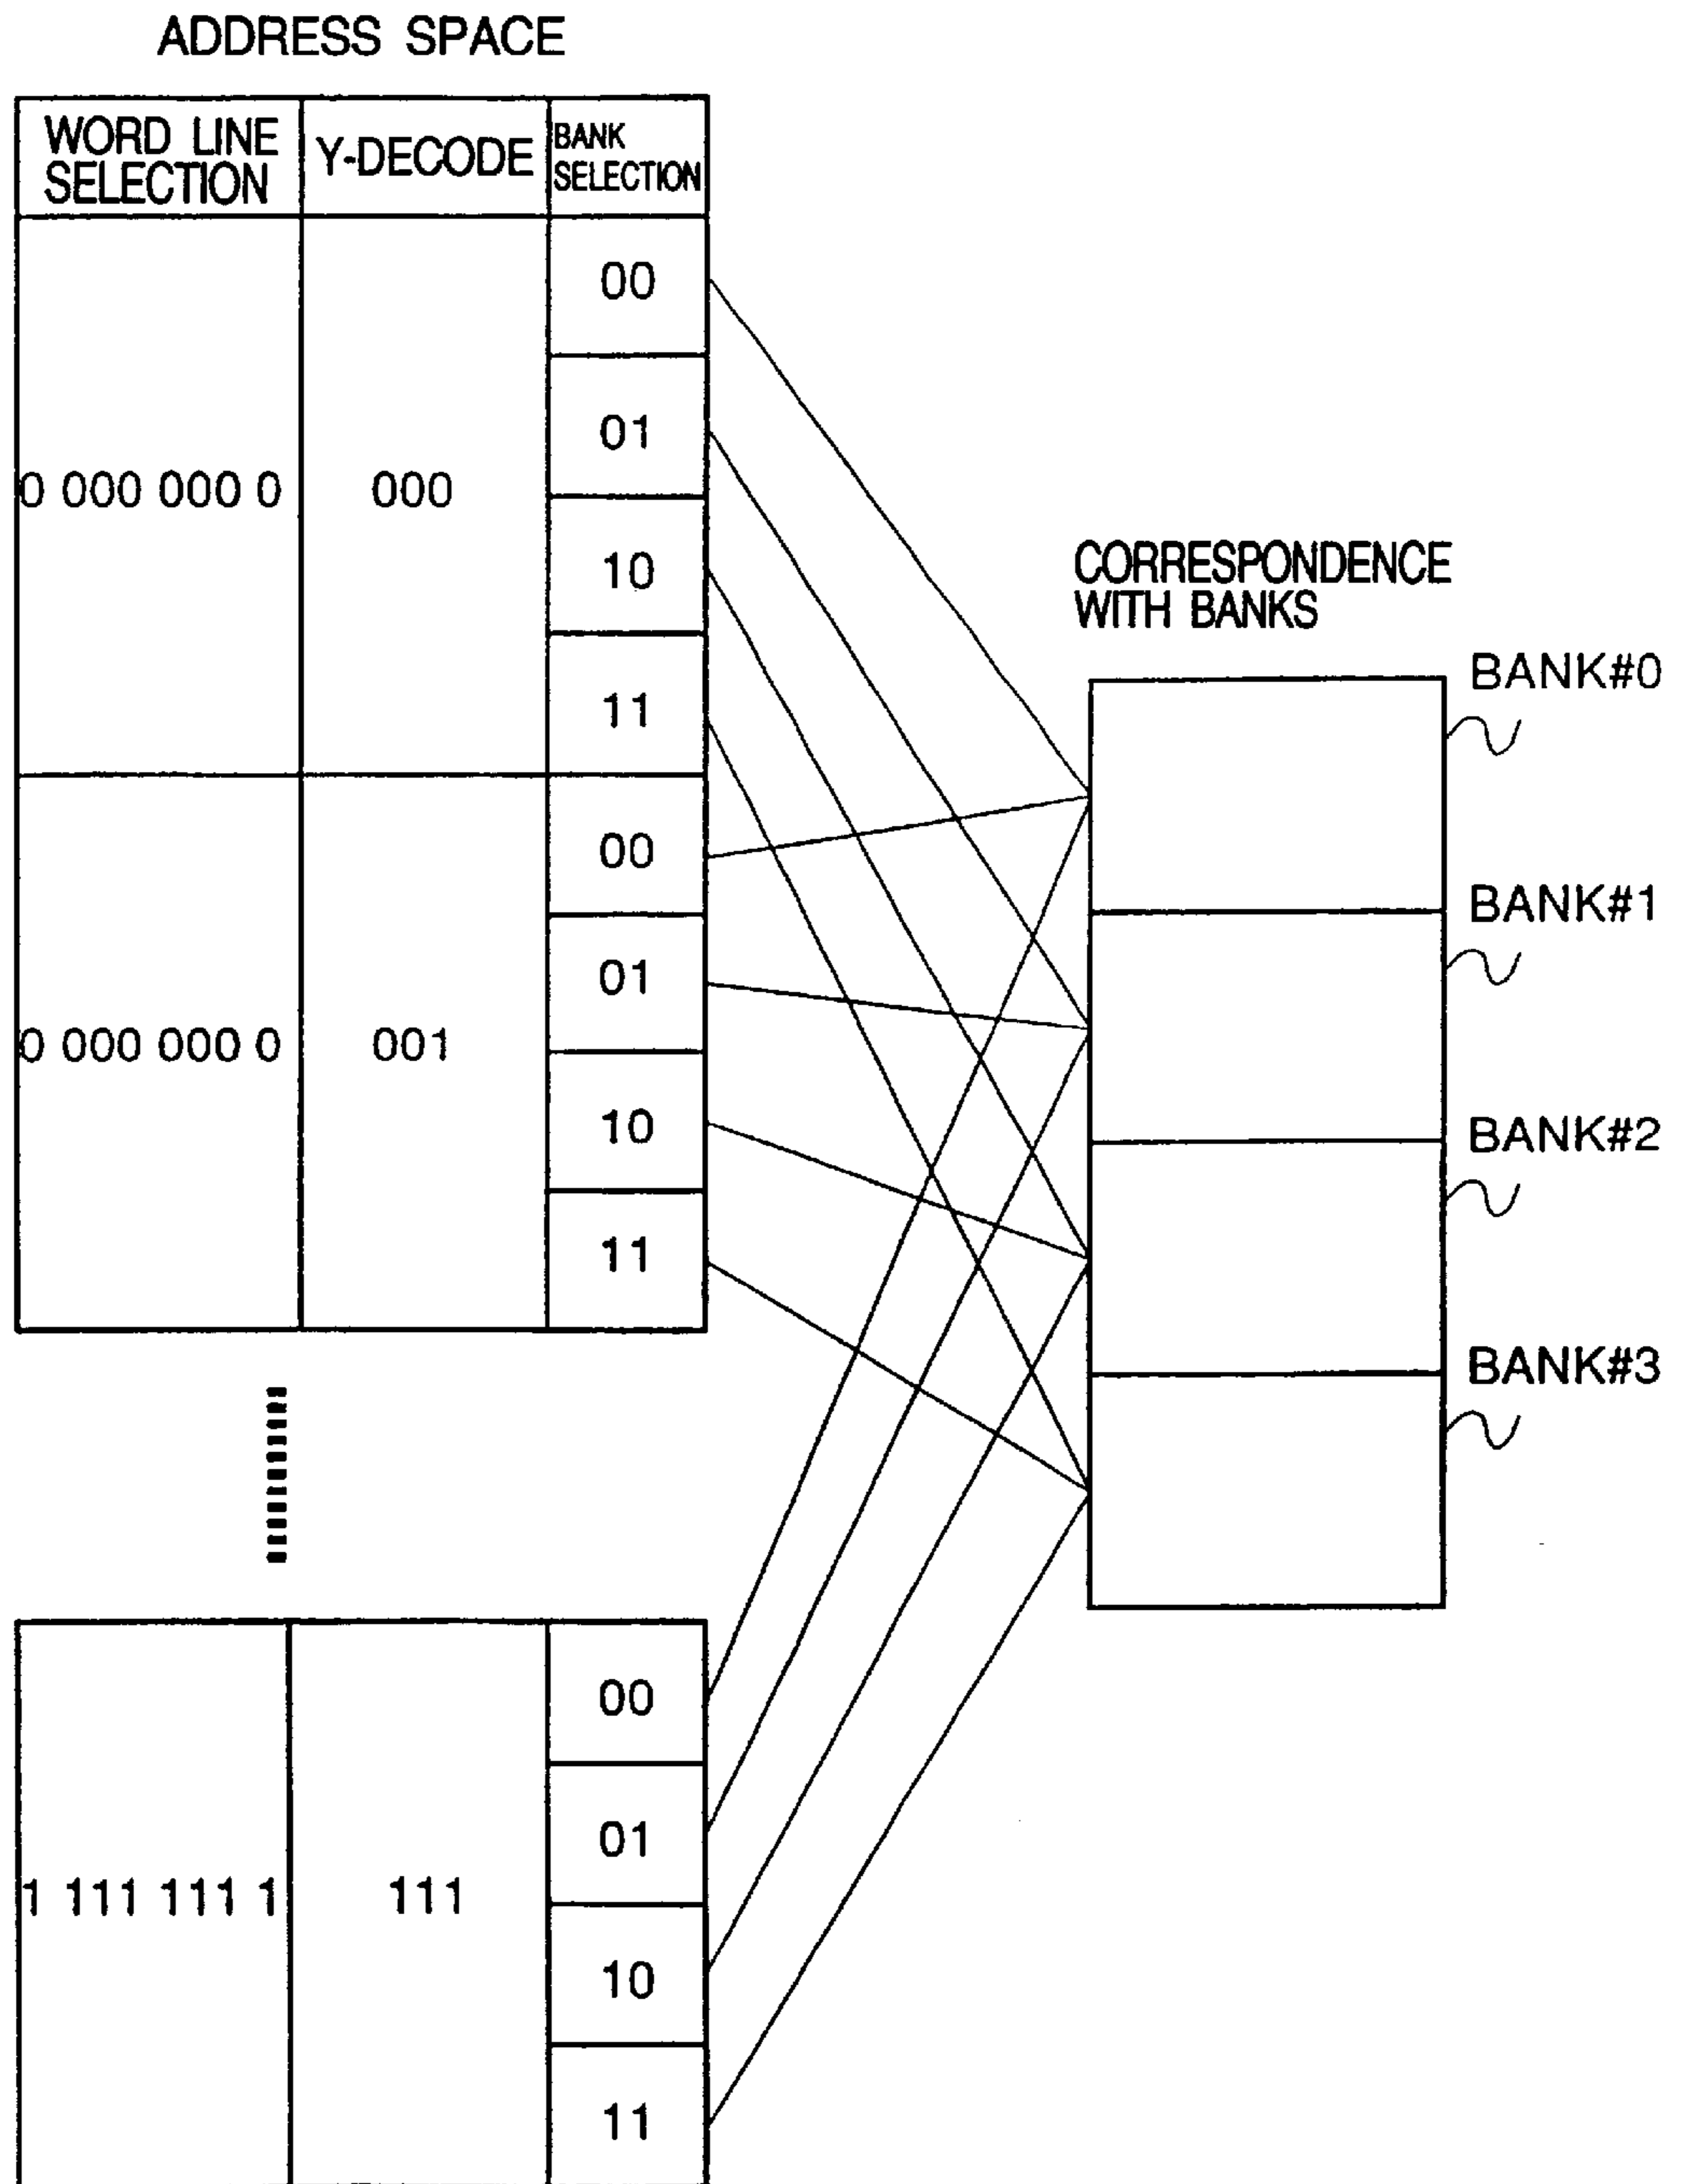 ADDRESS SPACE
WORD LINE
SELECTION
Y-DECODE
BANK
SELECTION
00
01
0 000 000 0
000
10
11
00
01
0 000 000 0
001
10
11
CORRESPONDENCE
WITH BANKS
BANK#0
BANK#1
BANK#2
BANK#3
00
01
1 111 111 1
111
10
11